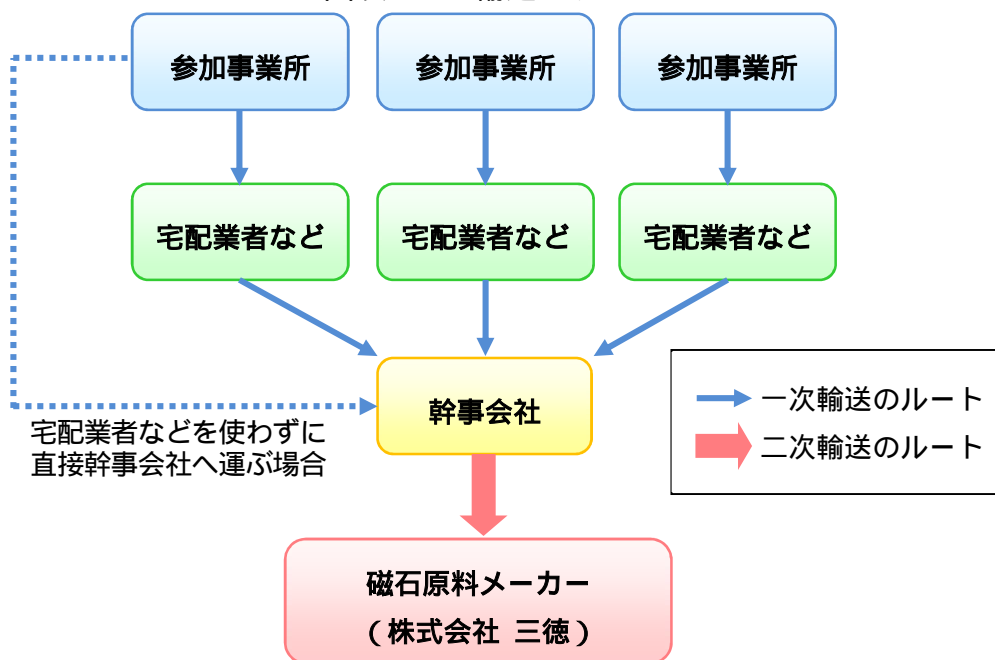 参加事業所
参加事業所
参加事業所
宅配業者など
宅配業者など
宅配業者など
幹事会社
宅配業者などを使わずに
直接幹事会社へ運ぶ場合
一次輸送のルート
二次輸送のルート
磁石原料メーカー
(株式会社 三徳)